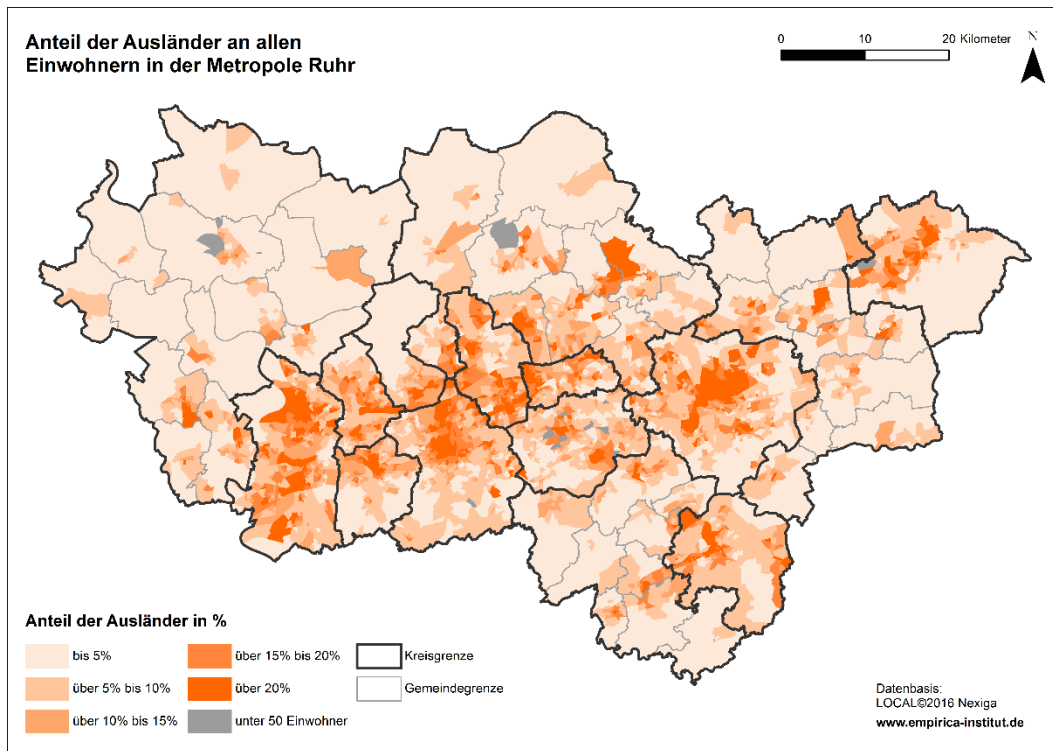 Anteil der Ausländer an allen
Einwohnern in der Metropole Ruhr
0 10 20 Kilometer
N
Anteil der Ausländer in %
bis 5%
über 5% bis 10%
über 10% bis 15%
über 15% bis 20%
über 20%
unter 50 Einwohner
Kreisgrenze
Gemeindegrenze
Datenbasis:
LOCAL©2016 Nexiga
www.empirica-institut.de